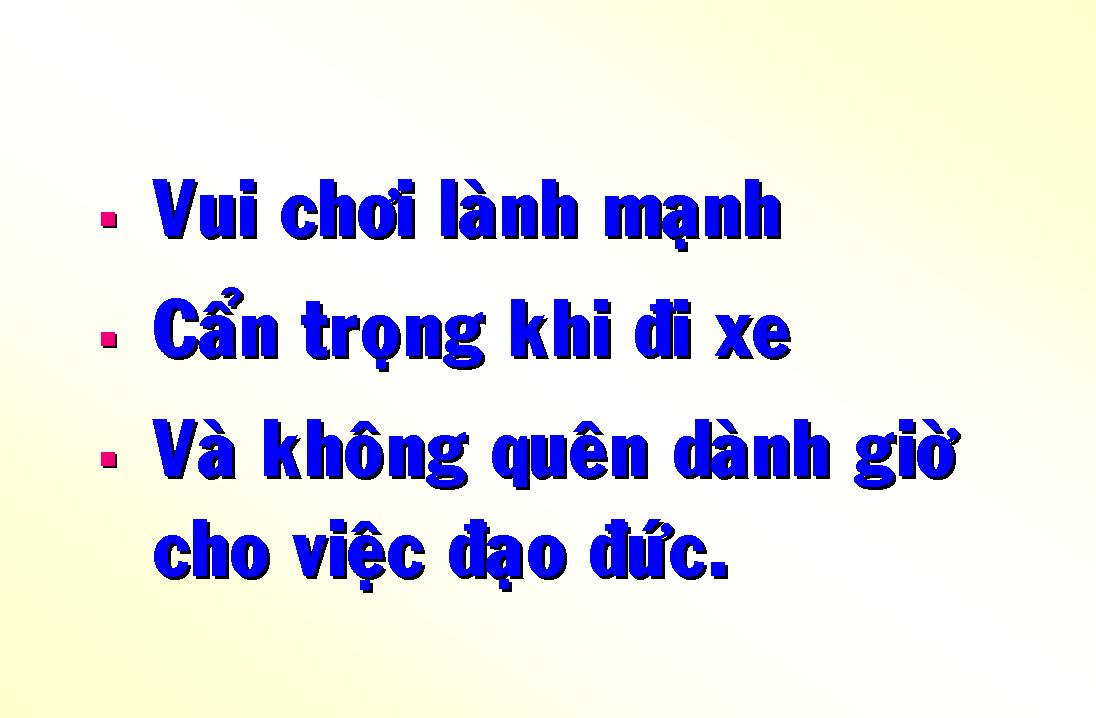 ▪ Vui chơi lành mạnh
▪ Cẩn trọng khi đi xe
▪ Và không quên dành giờ
cho việc đạo đức.